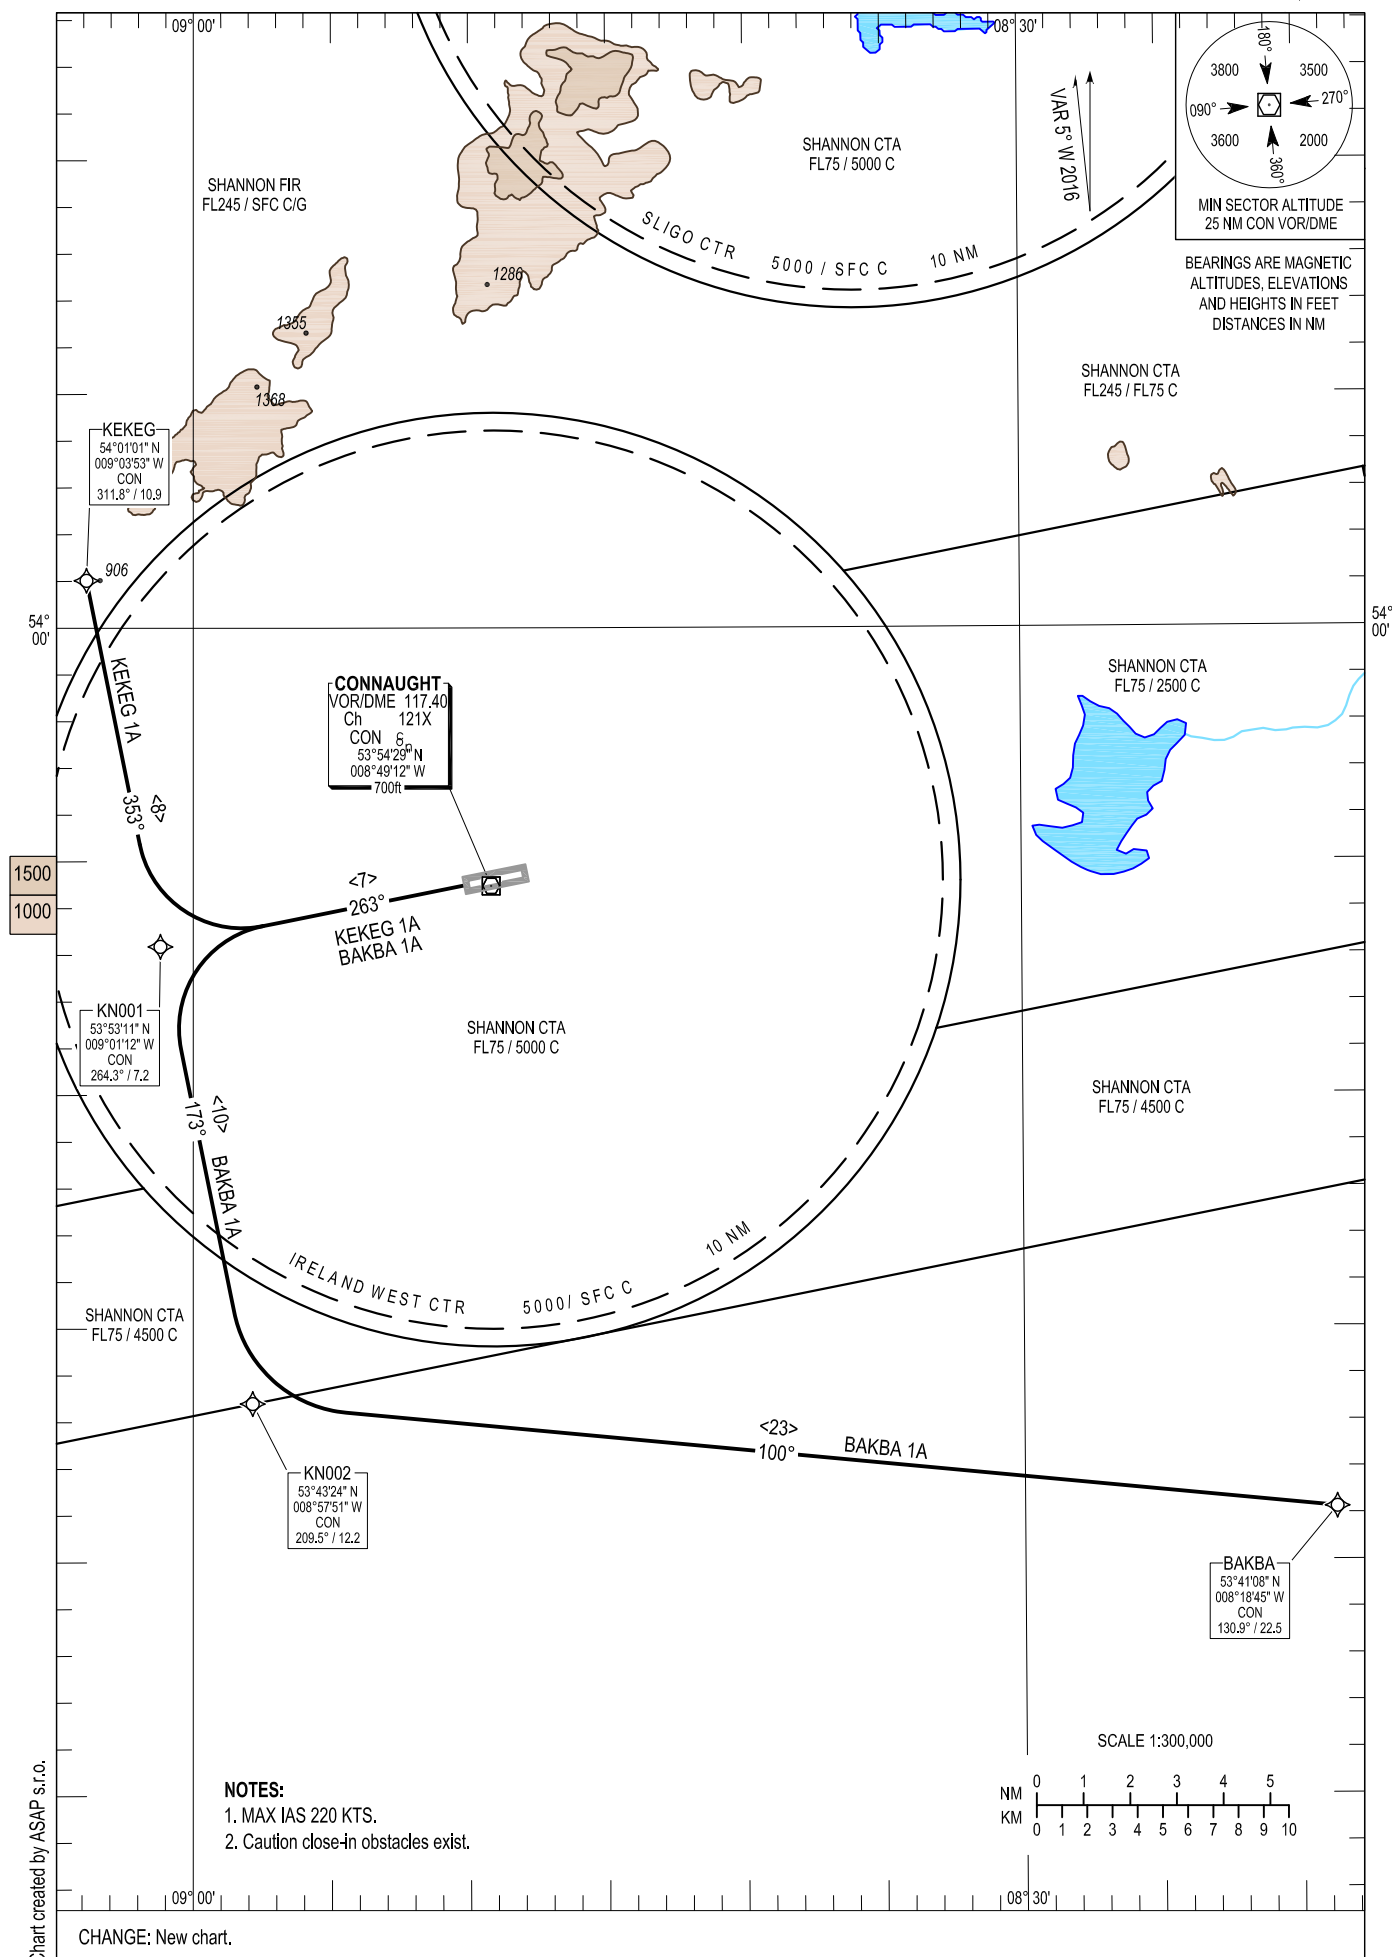 09° 00'
08° 30'
180°
3800
3500
090°
270°
3600
2000
360°
MIN SECTOR ALTITUDE
25 NM CON VOR/DME
VAR 5° W 2016
BEARINGS ARE MAGNETIC
ALTITUDES, ELEVATIONS
AND HEIGHTS IN FEET
DISTANCES IN NM
SHANNON CTA
FL75 / 5000 C
SHANNON FIR
FL245 / SFC C/G
SLIGO CTR 5000 / SFC C 10 NM
1286
1355
1368
SHANNON CTA
FL245 / FL75 C
KEKEG
54°01'01" N
009°03'53" W
CON
311.8° / 10.9
906
54°
00'
54°
00'
KEKEG 1A
<8>
353°
CONNAUGHT
VOR/DME 117.40
Ch 121X
CON
53°54'29" N
008°49'12" W
700ft
SHANNON CTA
FL75 / 2500 C
1500
1000
<7>
263°
KEKEG 1A
BAKBA 1A
KN001
53°53'11" N
009°01'12" W
CON
264.3° / 7.2
SHANNON CTA
FL75 / 5000 C
SHANNON CTA
FL75 / 4500 C
<10>
173°
BAKBA 1A
IRELAND WEST CTR 5000/ SFC C 10 NM
SHANNON CTA
FL75 / 4500 C
<23>
100°
BAKBA 1A
KN002
53°43'24" N
008°57'51" W
CON
209.5° / 12.2
BAKBA
53°41'08" N
008°18'45" W
CON
130.9° / 22.5
SCALE 1:300,000
NM 0 1 2 3 4 5
KM 0 1 2 3 4 5 6 7 8 9 10
NOTES:
1. MAX IAS 220 KTS.
2. Caution close-in obstacles exist.
09° 00'
08° 30'
Chart created by ASAP s.r.o.
CHANGE: New chart.